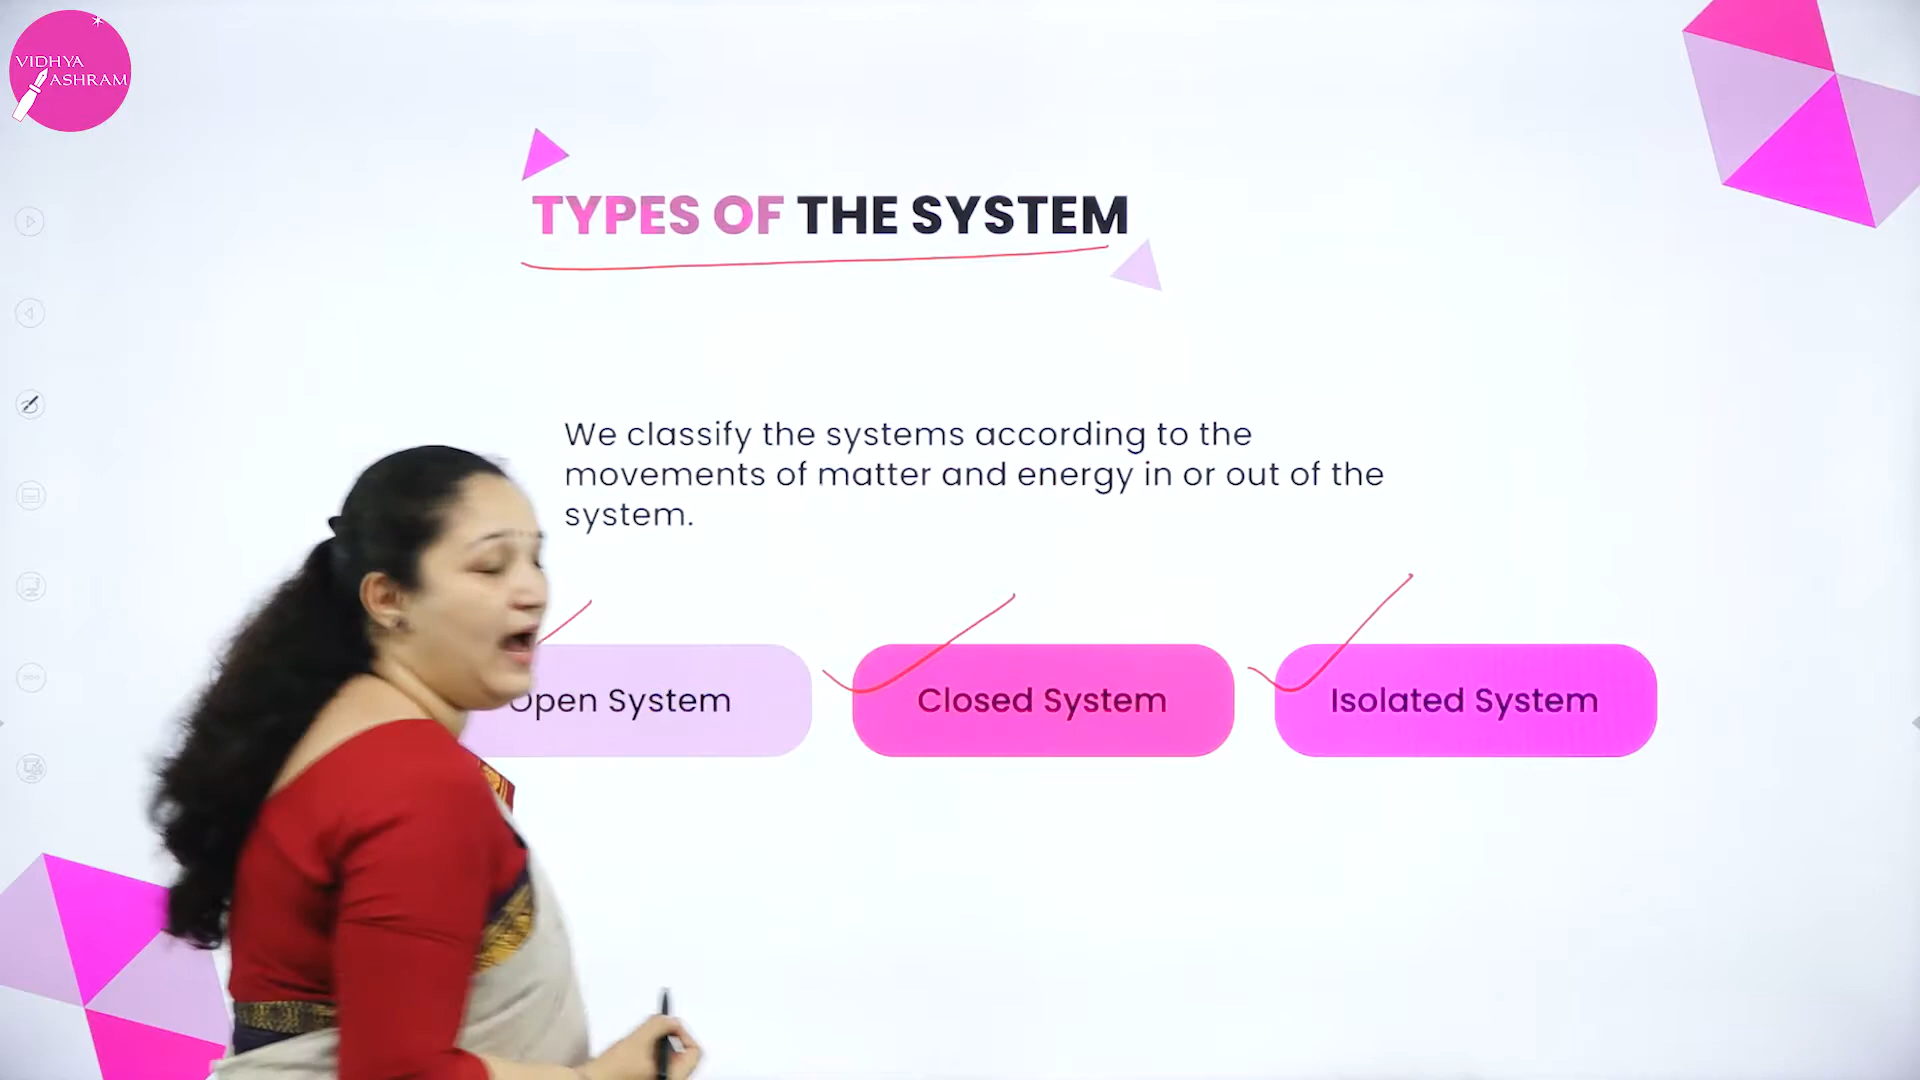 VIDHYA
ASHRAM
TYPES OF THE SYSTEM
We classify the systems according to the
movements of matter and energy in or out of the
system.
Open System
Closed System
Isolated System